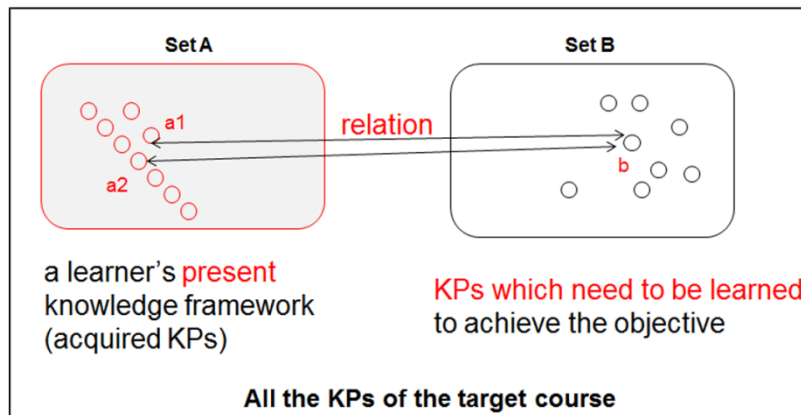 Set A
Set B
a1
relation
a2
b
a learner's present
knowledge framework
(acquired KPs)
KPs which need to be learned
to achieve the objective
All the KPs of the target course